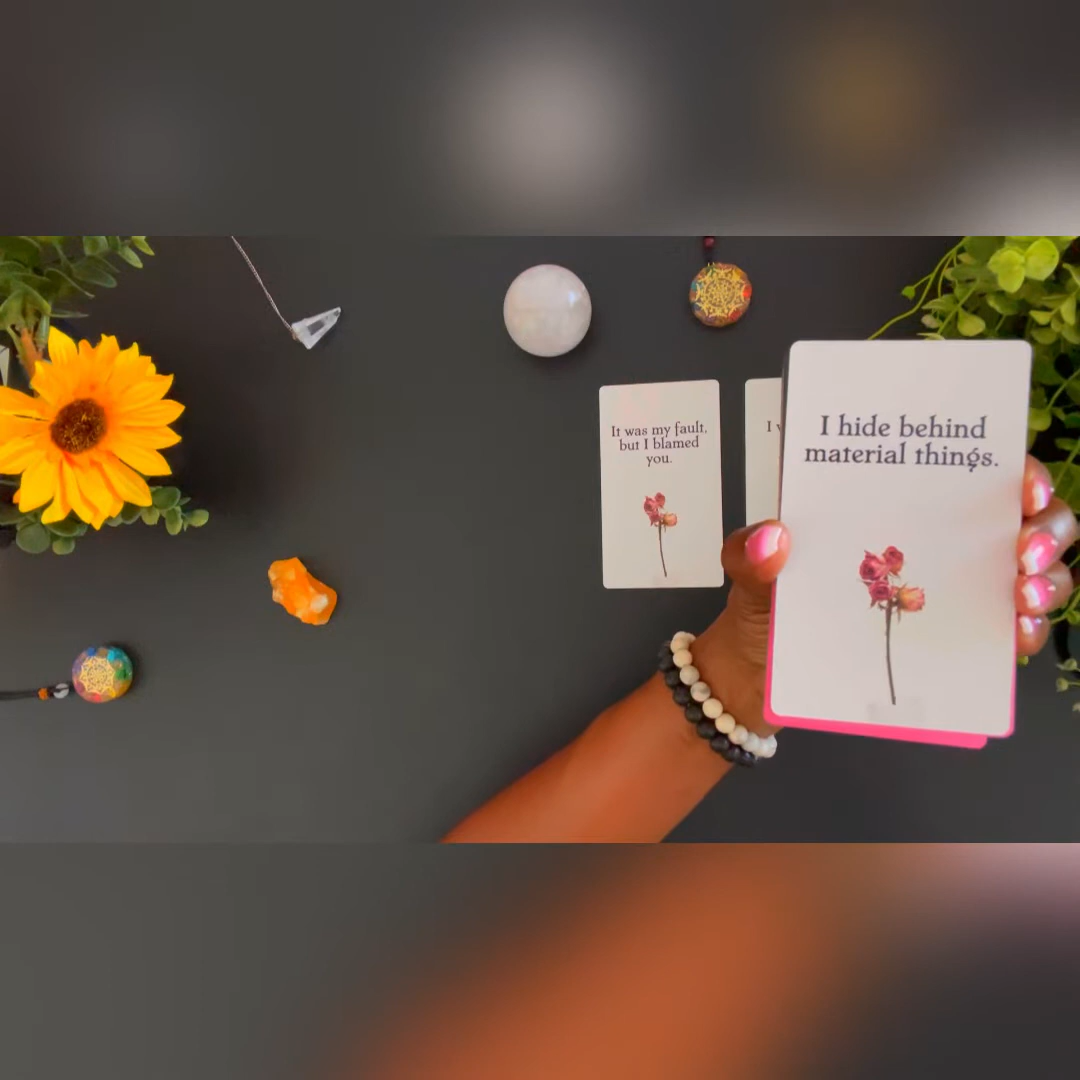 It was my fault,
but I blamed
you.
I
I hide behind
material things.